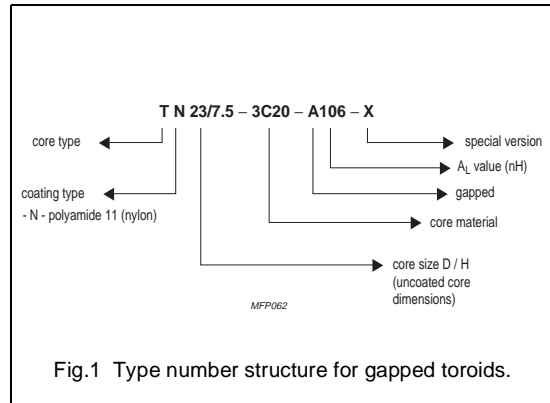 T N 23/7.5 – 3C20 – A106 – X
core type
special version
AL value (nH)
coating type
gapped
- N - polyamide 11 (nylon)
core material
core size D / H
(uncoated core
dimensions)
MFP062
Fig.1 Type number structure for gapped toroids.